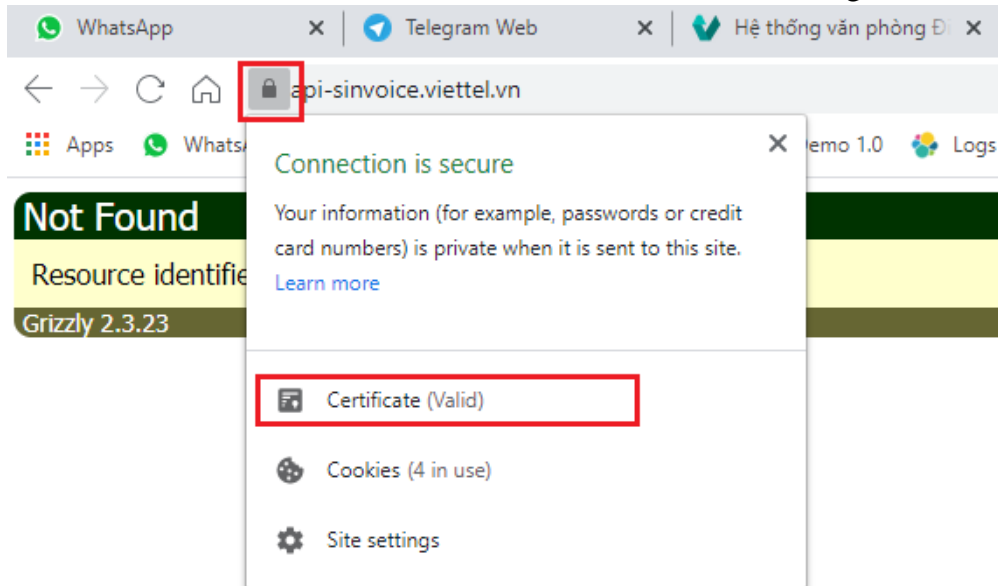 WhatsApp
Telegram Web
Hệ thống văn phòng
api-sinvoice.viettel.vn
Apps
Whats
emo 1.0
Logs
Connection is secure
Your information (for example, passwords or credit
card numbers) is private when it is sent to this site.
Learn more
Not Found
Resource identifie
Grizzly 2.3.23
Certificate (Valid)
Cookies (4 in use)
Site settings